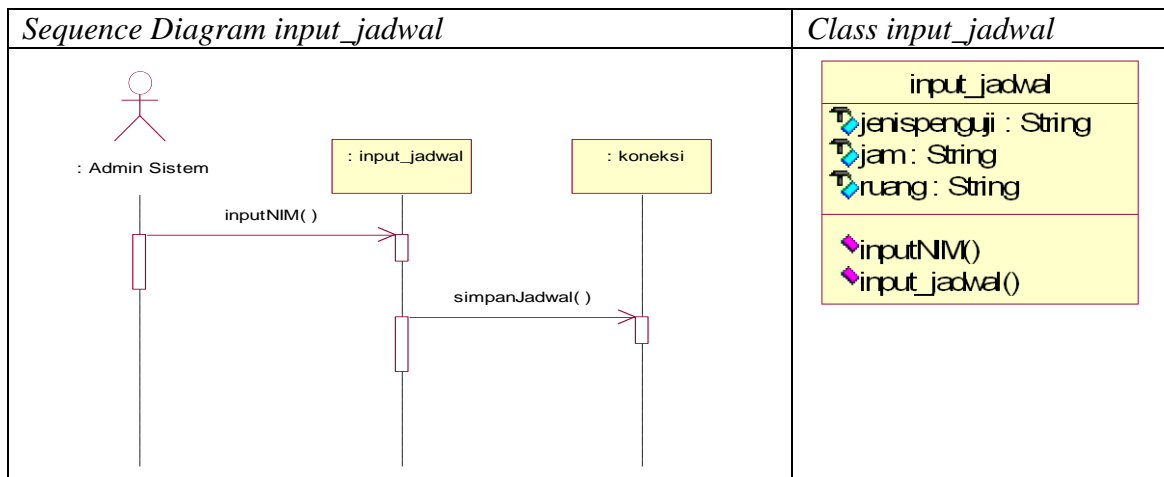 Sequence Diagram input_jadwal
Class input_jadwal
: Admin Sistem
: input_jadwal
: koneksi
inputNIM( )
simpanJadwal( )
input_jadwal
jenispenguji : String
jam : String
ruang : String
inputNIM()
input_jadwal()